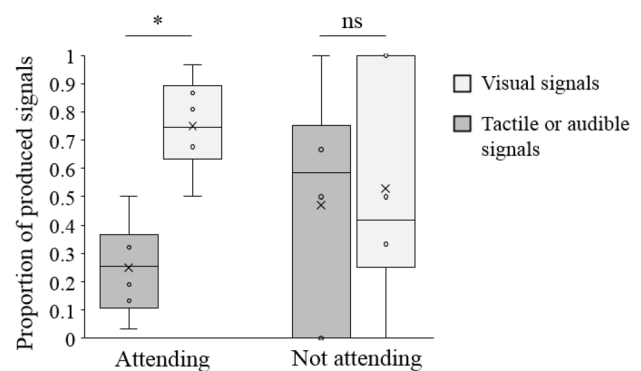 * ns
Proportion of produced signals
1
0.9
0.8
0.7
0.6
0.5
0.4
0.3
0.2
0.1
0
Attending Not attending
Visual signals
Tactile or audible
signals